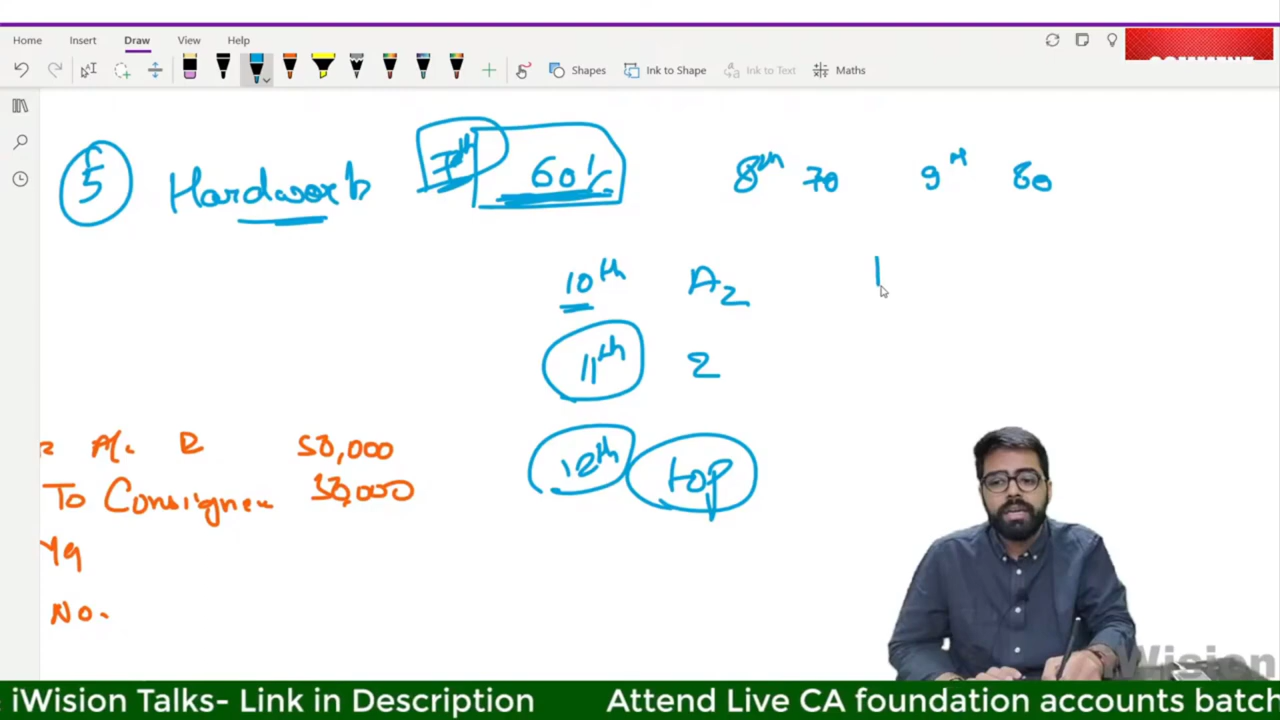 Home Insert Draw View Help
Shapes Ink to Shape Ink to Text Maths
5 Hardwork 7th 60% 8th 70 9th 80
10th A2
11th 2
12th top
A/c 50,000
To Consignee 50,000
No.
iWision Talks- Link in Description Attend Live CA foundation accounts batch